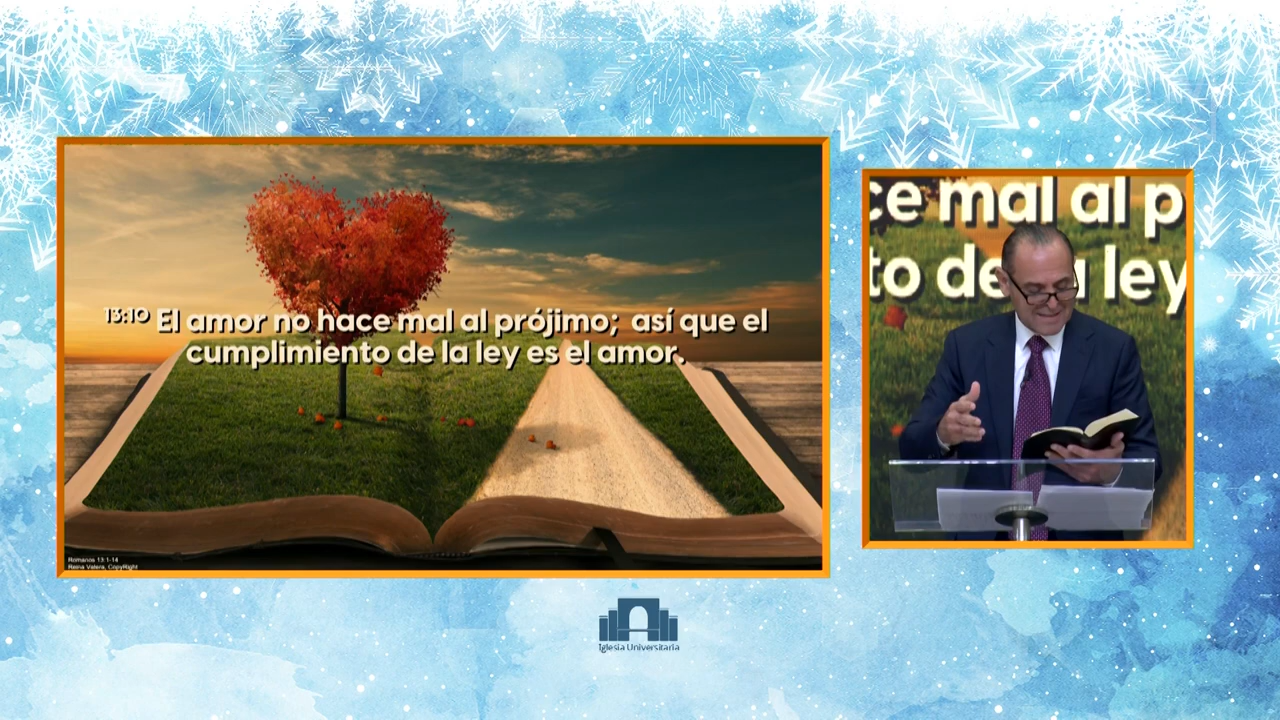 13:10 El amor no hace mal al prójimo; así que el
cumplimiento de la ley es el amor.
Romanos 13:1-14
Reina Valera, CopyRight
ce mal al p
to de la ley
Iglesia Universitaria